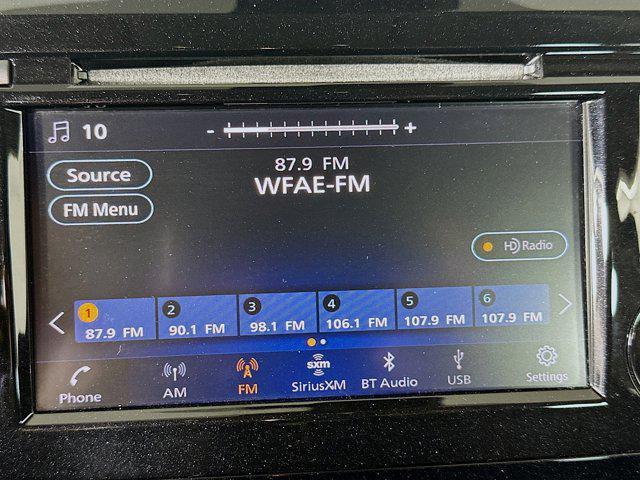 10
- +
87.9 FM
WFAE-FM
Source
FM Menu
HD Radio
1 2 3 4 5 6
87.9 FM 90.1 FM 98.1 FM 106.1 FM 107.9 FM 107.9 FM
sxm
Phone AM FM SiriusXM BT Audio USB Settings